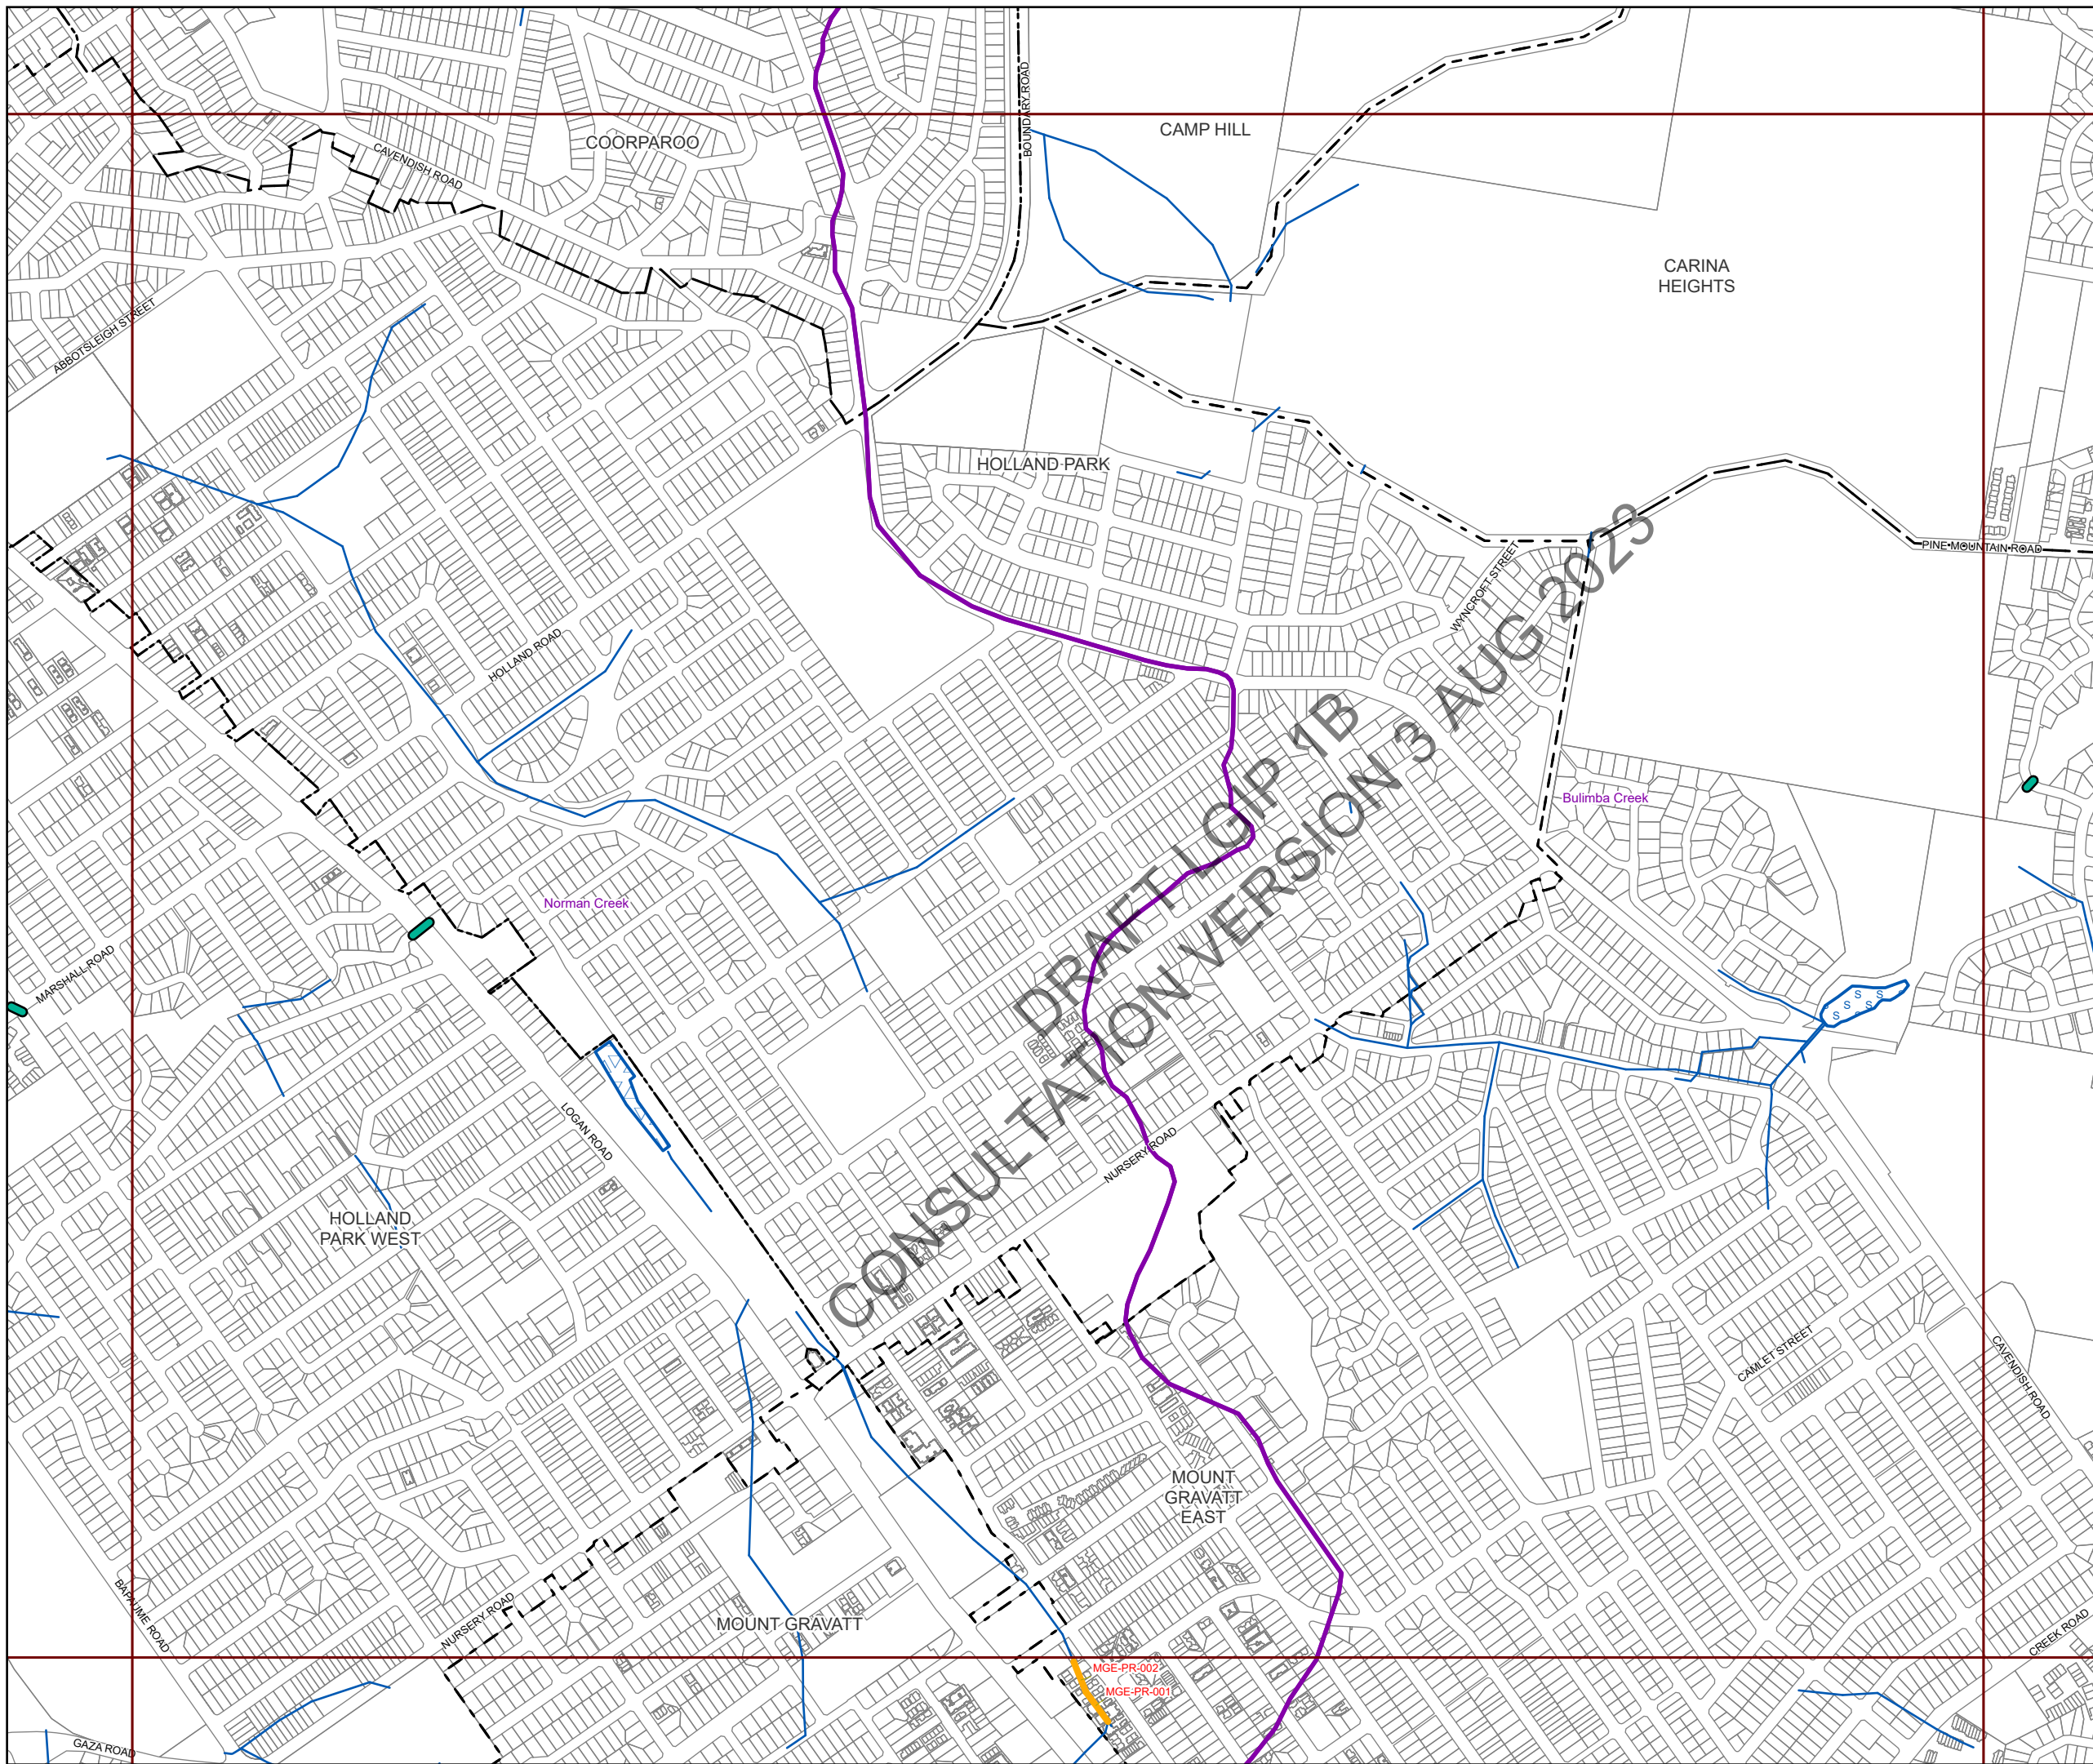 BOUNDARY ROAD
CAMP HILL
COORPAROO
CAVENDISH ROAD
CARINA
HEIGHTS
ABBOTSLEIGH STREET
HOLLAND PARK
PINE MOUNTAIN ROAD
WYNCROFT STREET
HOLLAND ROAD
Bulimba Creek
DRAFT LGIP 1B
CONSULTATION VERSION 3 AUG 2023
Norman Creek
MARSHALL ROAD
S
S
S
S
S
LOGAN ROAD
NURSERY ROAD
HOLLAND
PARK WEST
CAMLET STREET
CAVENDISH ROAD
MOUNT
GRAVATT
EAST
BAPAUME ROAD
NURSERY ROAD
MOUNT GRAVATT
CREEK ROAD
MGE-PR-002
MGE-PR-001
GAZA ROAD